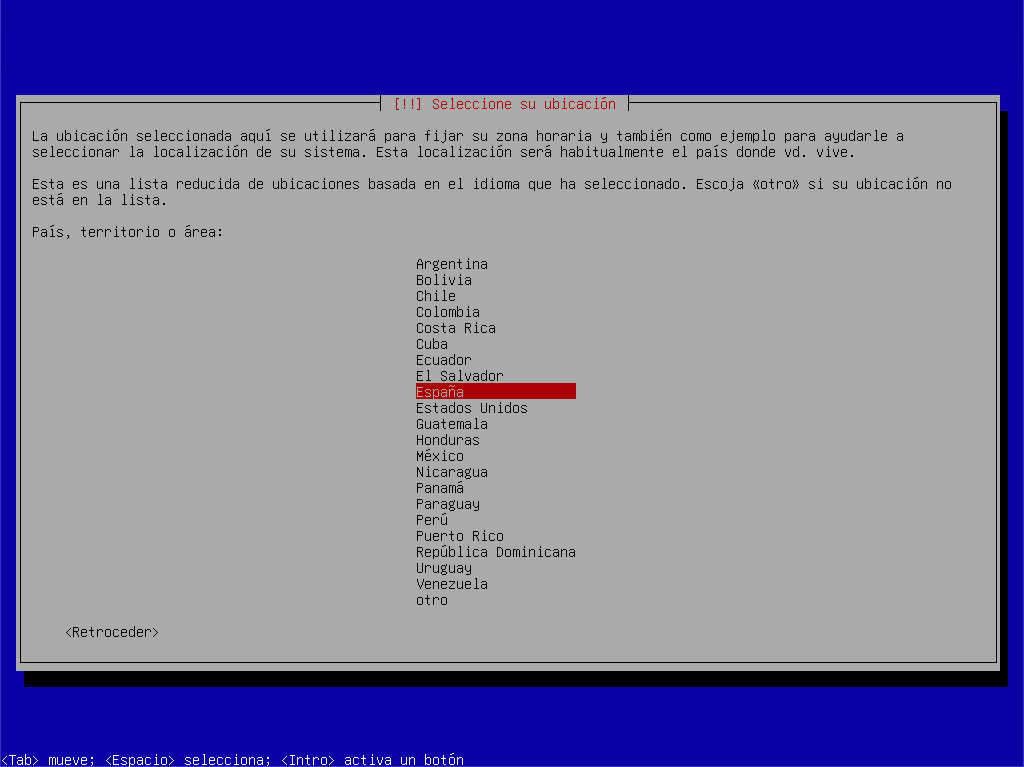 [!!] Seleccione su ubicación
La ubicación seleccionada aquí se utilizará para fijar su zona horaria y también como ejemplo para ayudarle a
seleccionar la localización de su sistema. Esta localización será habitualmente el país donde vd. vive.
Esta es una lista reducida de ubicaciones basada en el idioma que ha seleccionado. Escoja «otro» si su ubicación no
está en la lista.
País, territorio o área:
Argentina
Bolivia
Chile
Colombia
Costa Rica
Cuba
Ecuador
El Salvador
España
Estados Unidos
Guatemala
Honduras
México
Nicaragua
Panamá
Paraguay
Perú
Puerto Rico
República Dominicana
Uruguay
Venezuela
otro
<Retroceder>
<Tab> mueve; <Espacio> selecciona; <Intro> activa un botón